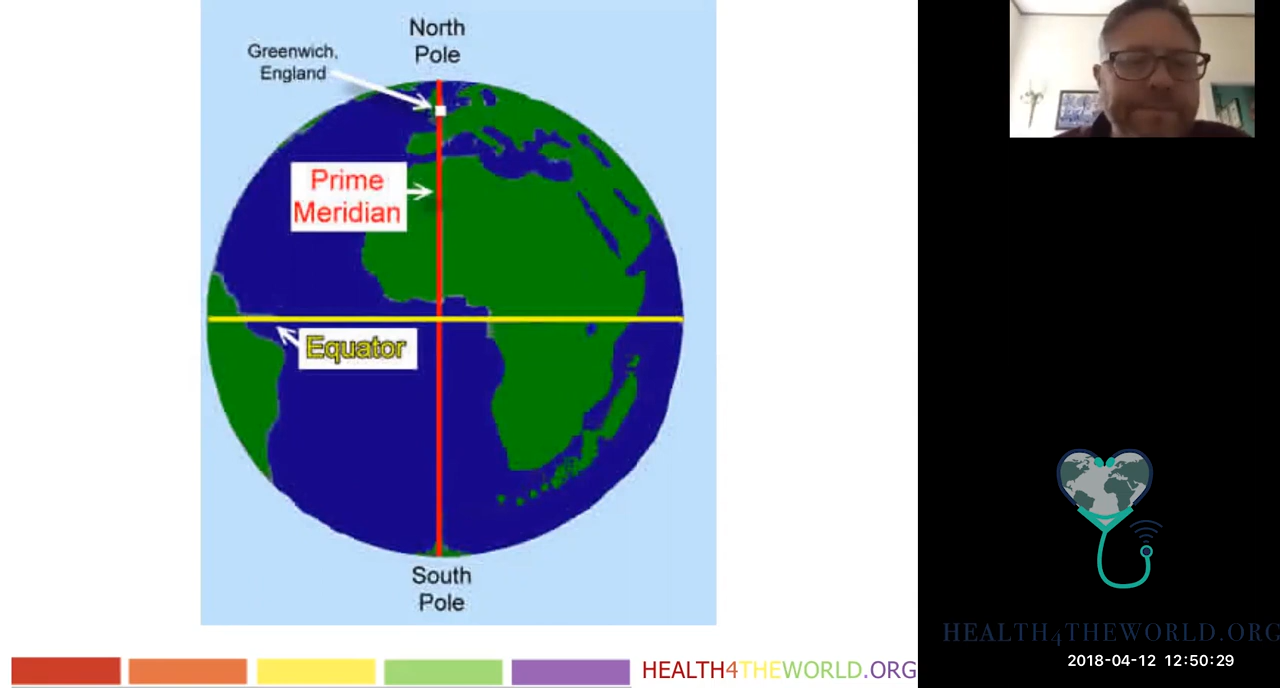 North
Pole
Greenwich,
England
Prime
Meridian
Equator
South
Pole
HEALTH4THEWORLD.ORG
HEALTH4THEWORLD.ORG
2018-04-12 12:50:29